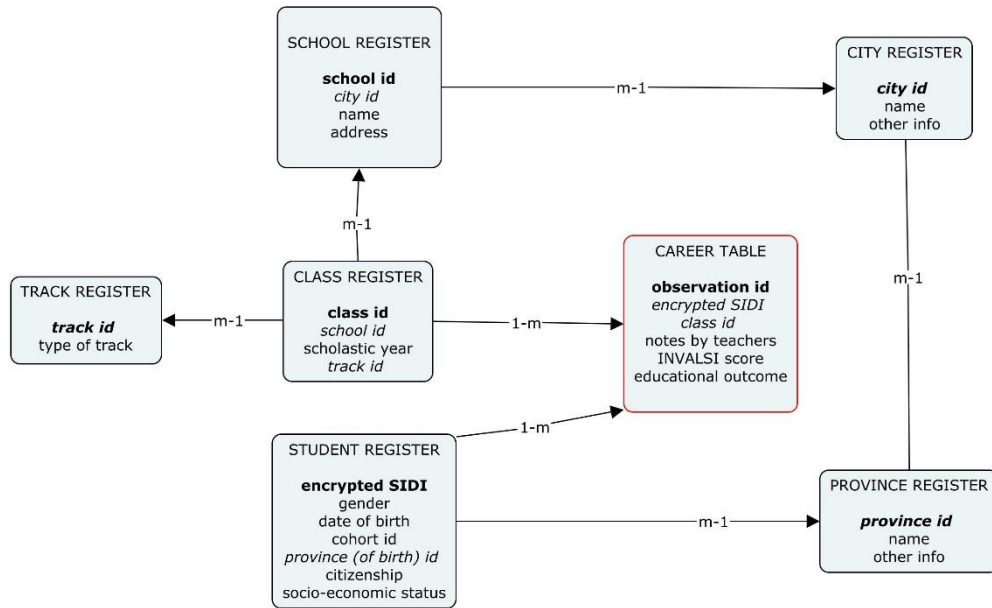 SCHOOL REGISTER
school id
city id
name
address
m-1
CITY REGISTER
city id
name
other info
m-1
m-1
TRACK REGISTER
track id
type of track
m-1
CLASS REGISTER
class id
school id
scholastic year
track id
1-m
CAREER TABLE
observation id
encrypted SIDI
class id
notes by teachers
INVALSI score
educational outcome
1-m
STUDENT REGISTER
encrypted SIDI
gender
date of birth
cohort id
province (of birth) id
citizenship
socio-economic status
m-1
PROVINCE REGISTER
province id
name
other info